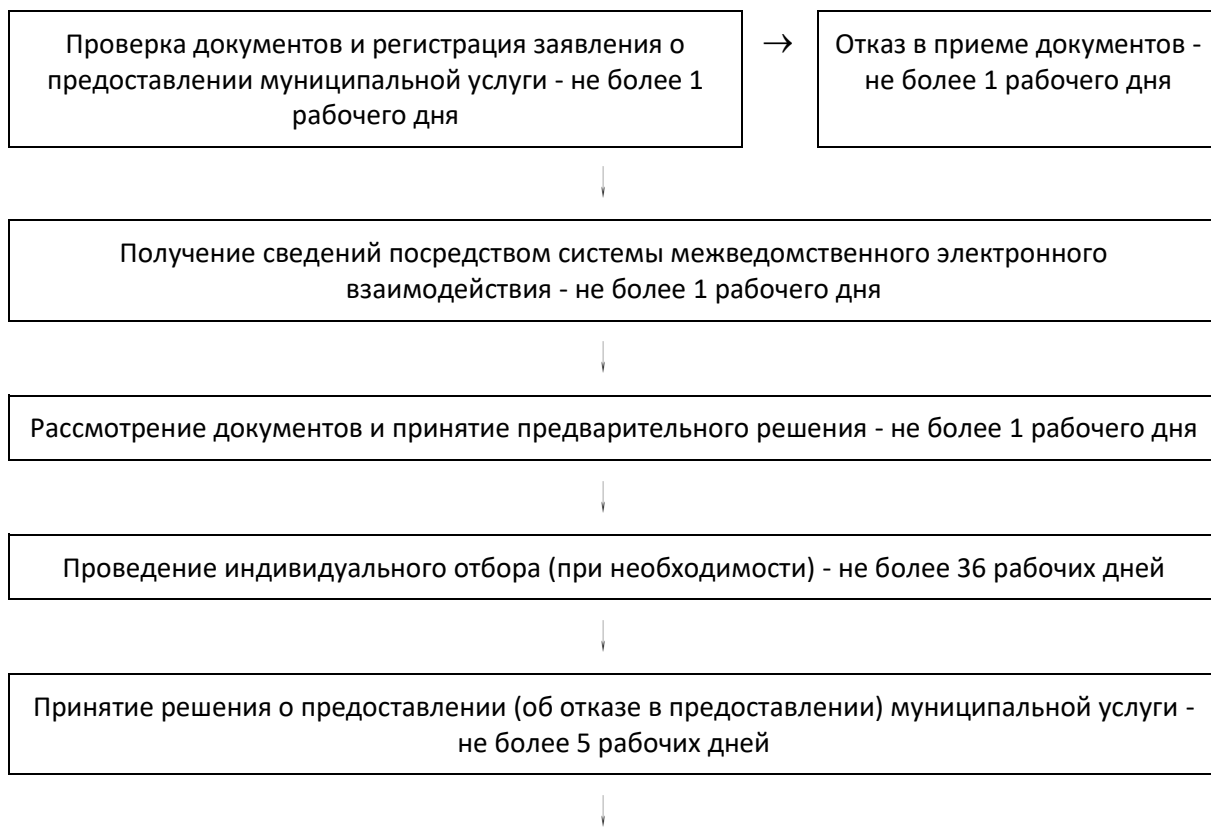 Проверка документов и регистрация заявления о
предоставлении муниципальной услуги - не более 1
рабочего дня
→
Отказ в приеме документов -
не более 1 рабочего дня
↓
Получение сведений посредством системы межведомственного электронного
взаимодействия - не более 1 рабочего дня
↓
Рассмотрение документов и принятие предварительного решения - не более 1 рабочего дня
↓
Проведение индивидуального отбора (при необходимости) - не более 36 рабочих дней
↓
Принятие решения о предоставлении (об отказе в предоставлении) муниципальной услуги -
не более 5 рабочих дней
↓